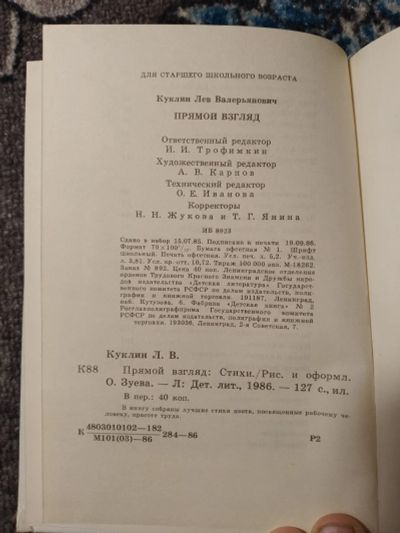 ДЛЯ СТАРШЕГО ШКОЛЬНОГО ВОЗРАСТА
Куклин Лев Валерьянович
ПРЯМОЙ ВЗГЛЯД
Ответственный редактор
И. И. Трофимкин
Художественный редактор
А. В. Карпов
Технический редактор
О. Е. Иванова
Корректоры
Н. Н. Жукова и Т. Г. Янина
ИБ 8023
Сдано в набор 15.07.85. Подписано к печати 19.09.86.
Формат 70×100¹/₃₂. Бумага офсетная № 1. Шрифт
школьный. Печать офсетная. Усл. печ. л. 5,2. Уч.-изд.
л. 3,81. Усл. кр.-отт. 10,72. Тираж 100 000 экз. М-18262.
Заказ № 892. Цена 40 коп. Ленинградское отделение
орденов Трудового Красного Знамени и Дружбы наро-
дов издательства «Детская литература» Государст-
венного комитета РСФСР по делам издательств, поли-
графии и книжной торговли. 191187, Ленинград,
наб. Кутузова, 6. Фабрика «Детская книга» № 2
Росглавполиграфпрома Государственного комитета
РСФСР по делам издательств, полиграфии и книжной
торговли. 193036, Ленинград, 2-я Советская, 7.
Куклин Л. В.
К88 Прямой взгляд: Стихи./Рис. и оформл.
О. Зуева. — Л: Дет. лит., 1986. — 127 с., ил.
В пер.: 40 коп.
В книгу собраны лучшие стихи поэта, посвященные рабочему че-
ловеку, красоте труда.
К 4803010102—182
М101(03)—86 284—86 Р2